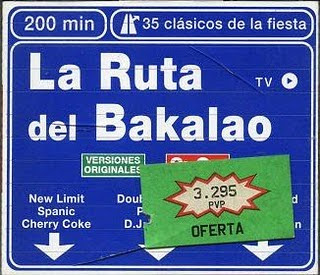 200 min
35 clásicos de la fiesta
La Ruta
TV
del Bakalao
VERSIONES
ORIGINALES
New Limit
Spanic
Cherry Coke
3.295
PVP
OFERTA